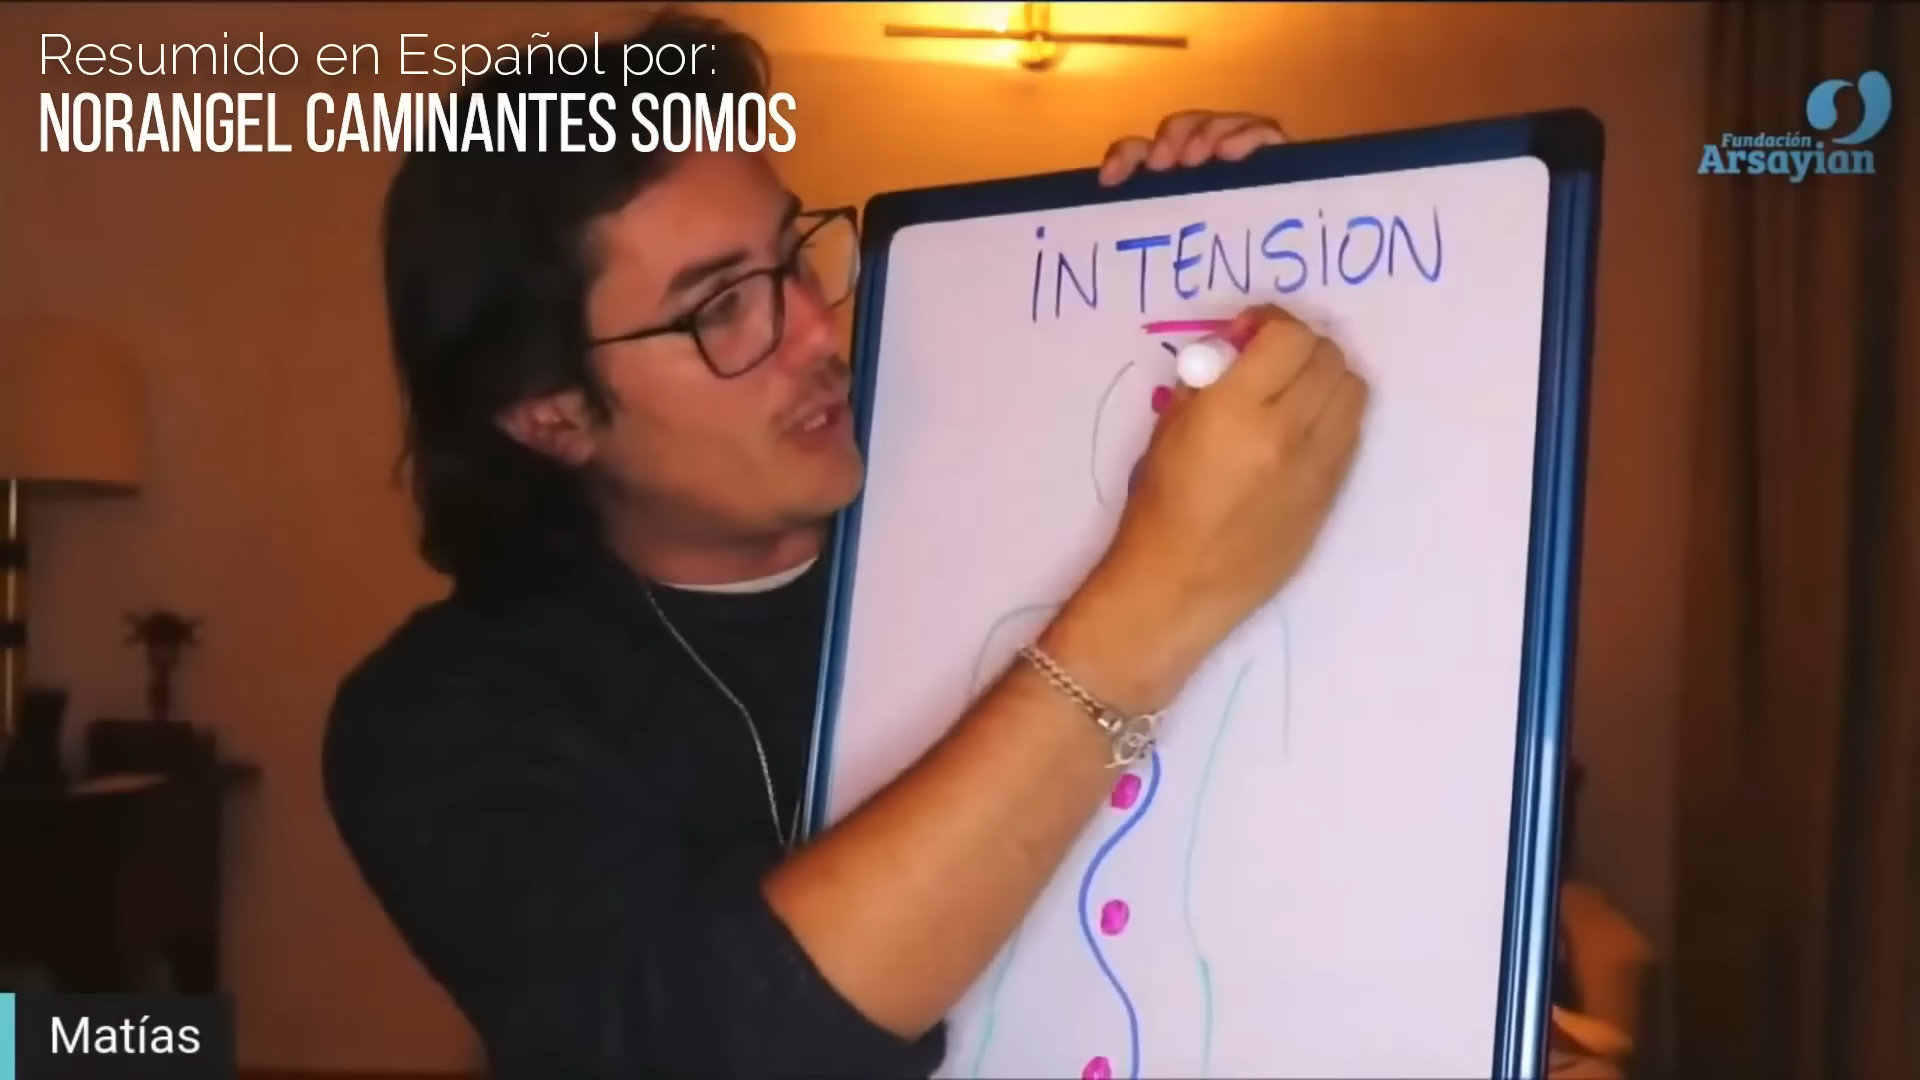 Resumido en Español por:
NORANGEL CAMINANTES SOMOS
Fundación
Arsayian
iNTENSiON
Matías